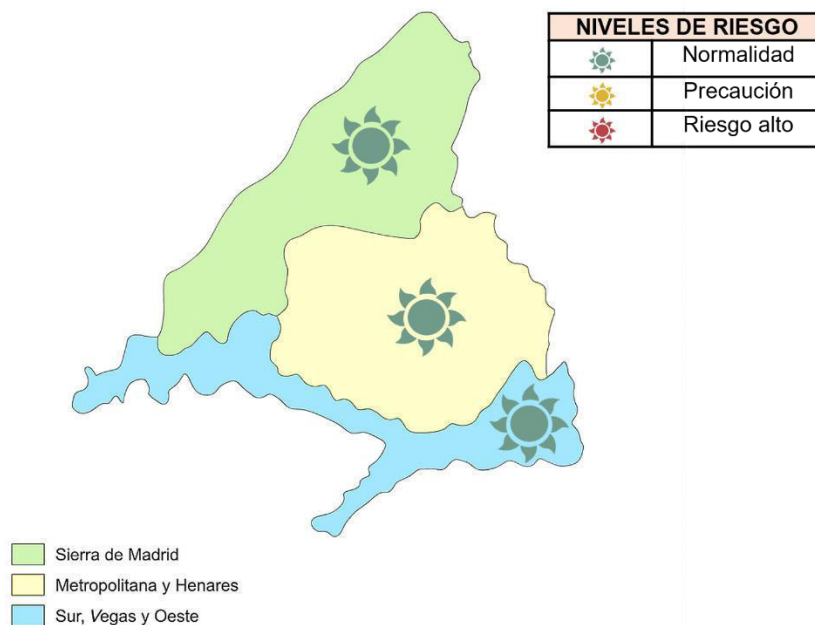 NIVELES DE RIESGO
Normalidad
Precaución
Riesgo alto
Sierra de Madrid
Metropolitana y Henares
Sur, Vegas y Oeste